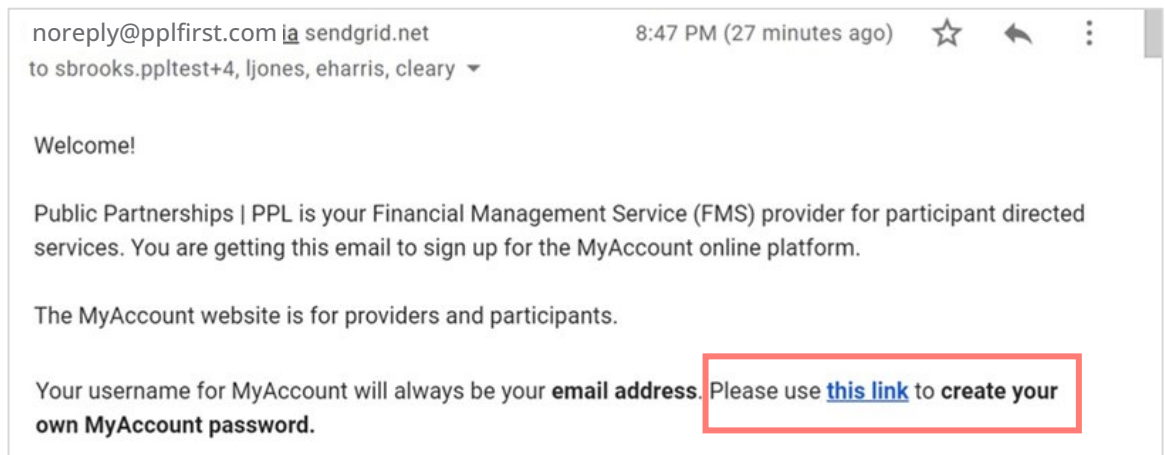 noreply@pplfirst.com ia sendgrid.net 8:47 PM (27 minutes ago)
to sbrooks.ppltest+4, ljones, eharris, cleary
Welcome!
Public Partnerships | PPL is your Financial Management Service (FMS) provider for participant directed
services. You are getting this email to sign up for the MyAccount online platform.
The MyAccount website is for providers and participants.
Your username for MyAccount will always be your email address. Please use this link to create your
own MyAccount password.